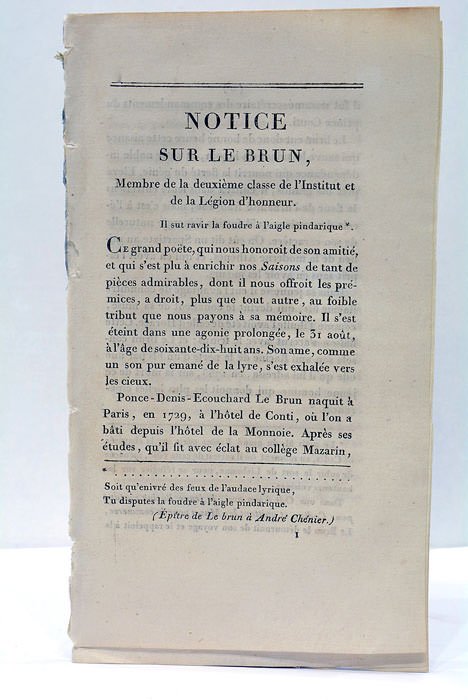 NOTICE
SUR LE BRUN,
Membre de la deuxième classe de l'Institut et
de la Légion d'honneur.
Il sut ravir la foudre à l'aigle pindarique*.
CE grand poëte, qui nous honoroit de son amitié,
et qui s'est plu à enrichir nos Saisons de tant de
pièces admirables, dont il nous offroit les pré-
mices, a droit, plus que tout autre, au foible
tribut que nous payons à sa mémoire. Il s'est
éteint dans une agonie prolongée, le 31 août,
à l'âge de soixante-dix-huit ans. Son ame, comme
un son pur emané de la lyre, s'est exhalée vers
les cieux.
Ponce-Denis-Ecouchard Le Brun naquit à
Paris, en 1729, à l'hôtel de Conti, où l'on a
bâti depuis l'hôtel de la Monnoie. Après ses
études, qu'il fit avec éclat au collège Mazarin,
* . . . . . . . . . . . . . . . . . . . . . . . . . . . .
Soit qu'enivré des feux de l'audace lyrique,
Tu disputes la foudre à l'aigle pindarique.
(Epître de Le brun à André Chénier.)
1